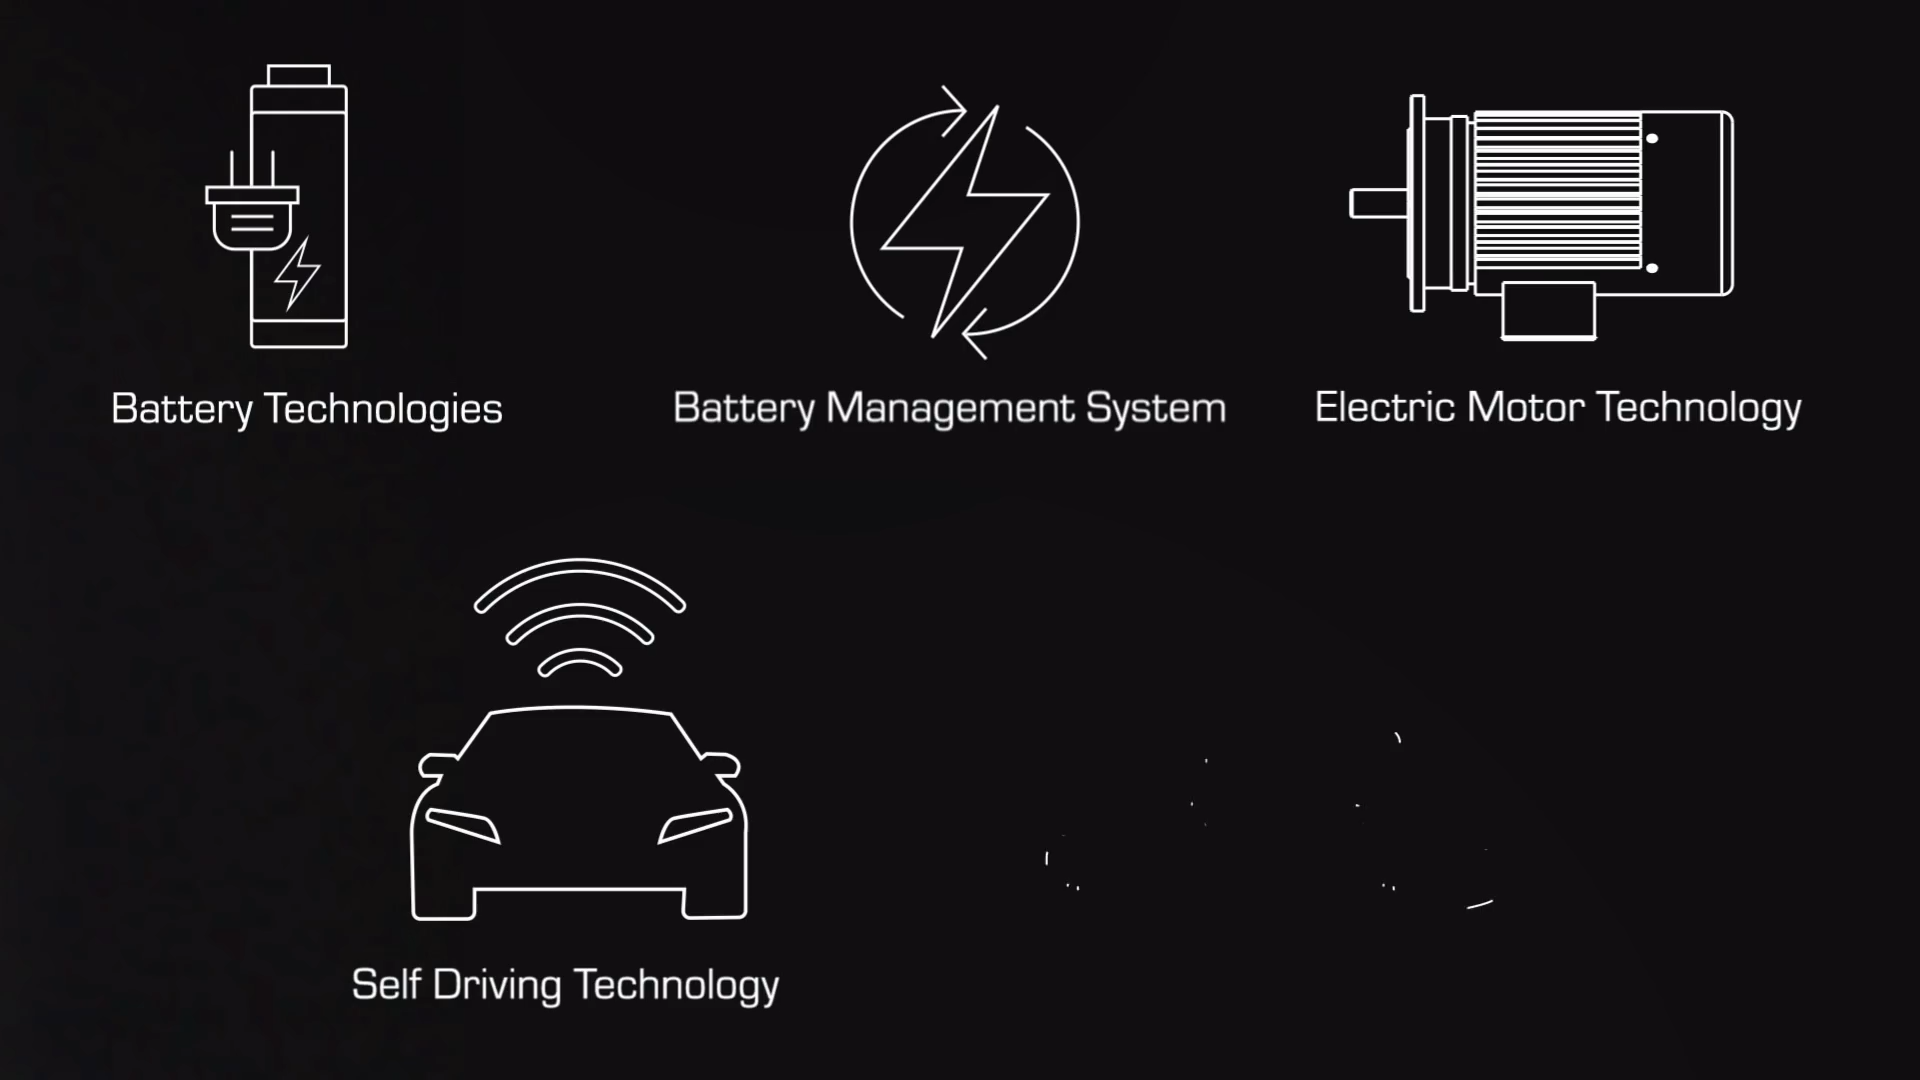 Battery Technologies
Battery Management System
Electric Motor Technology
Self Driving Technology